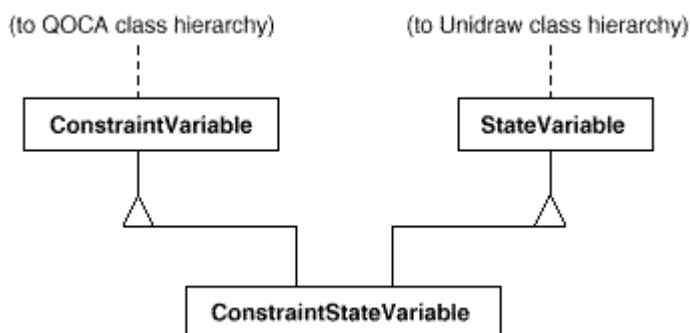 (to QOCA class hierarchy) (to Unidraw class hierarchy)
ConstraintVariable StateVariable
ConstraintStateVariable